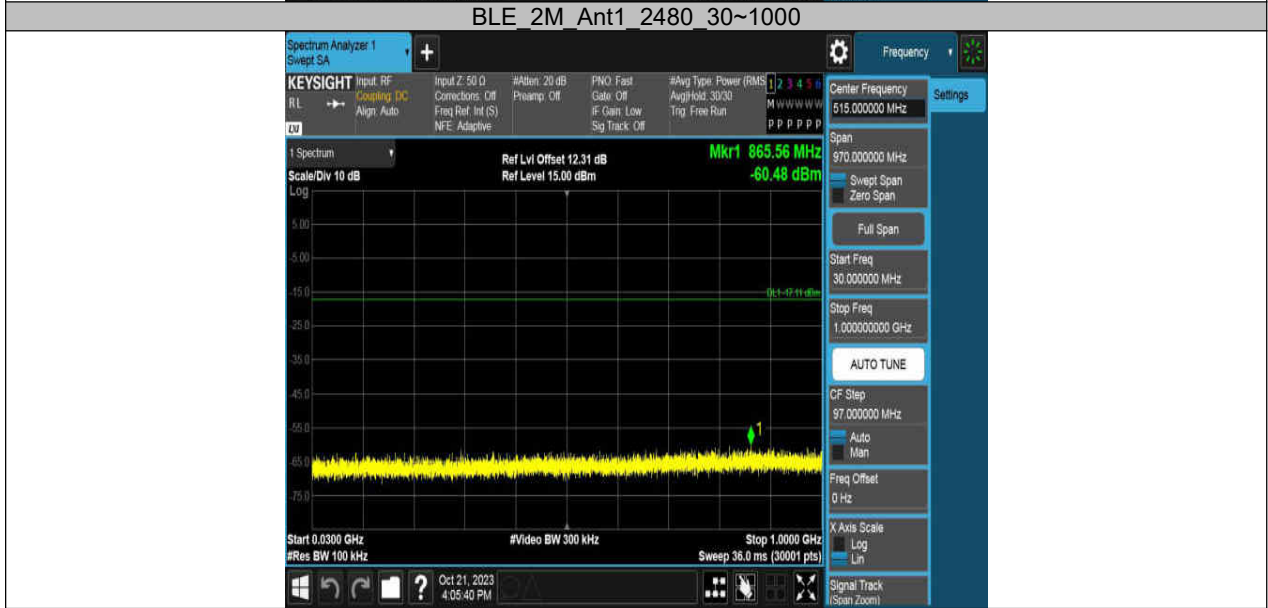 BLE_2M_Ant1_2480_30~1000
Spectrum Analyzer 1
Swept SA
+
Frequency
KEYSIGHT
RL
Input: RF
Coupling: DC
Align: Auto
Input Z: 50 Ω
Corrections: Off
Freq Ref: Int (S)
NFE: Adaptive
#Atten: 20 dB
Preamp: Off
PNO: Fast
Gate: Off
IF Gain: Low
Sig Track: Off
#Avg Type: Power (RMS
Avg|Hold: 30/30
Trig: Free Run
1 2 3 4 5 6
M W W W W W
P P P P P P
1 Spectrum
Scale/Div 10 dB
Ref Lvl Offset 12.31 dB
Ref Level 15.00 dBm
Mkr1 865.56 MHz
-60.48 dBm
Log
5.00
-5.00
-15.0
DL1 -17.11 dBm
-25.0
-35.0
-45.0
-55.0
1
-65.0
-75.0
Start 0.0300 GHz
#Res BW 100 kHz
#Video BW 300 kHz
Stop 1.0000 GHz
Sweep 36.0 ms (30001 pts)
?
Oct 21, 2023
4:05:40 PM
Center Frequency
515.000000 MHz
Settings
Span
970.000000 MHz
Swept Span
Zero Span
Full Span
Start Freq
30.000000 MHz
Stop Freq
1.000000000 GHz
AUTO TUNE
CF Step
97.000000 MHz
Auto
Man
Freq Offset
0 Hz
X Axis Scale
Log
Lin
Signal Track
(Span Zoom)